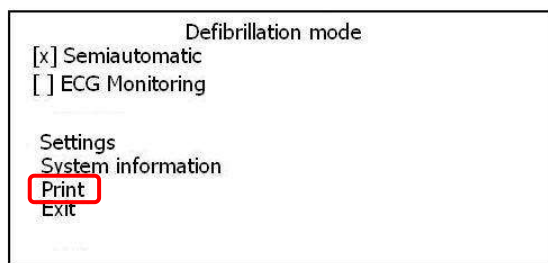 Defibrillation mode
[x] Semiautomatic
[ ] ECG Monitoring
Settings
System information
Print
Exit